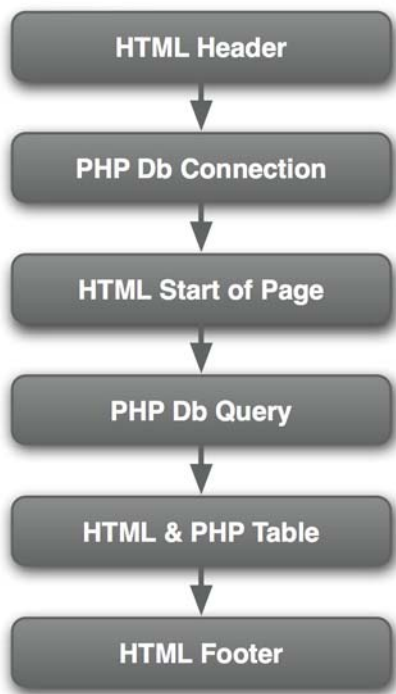 HTML Header
PHP Db Connection
HTML Start of Page
PHP Db Query
HTML & PHP Table
HTML Footer